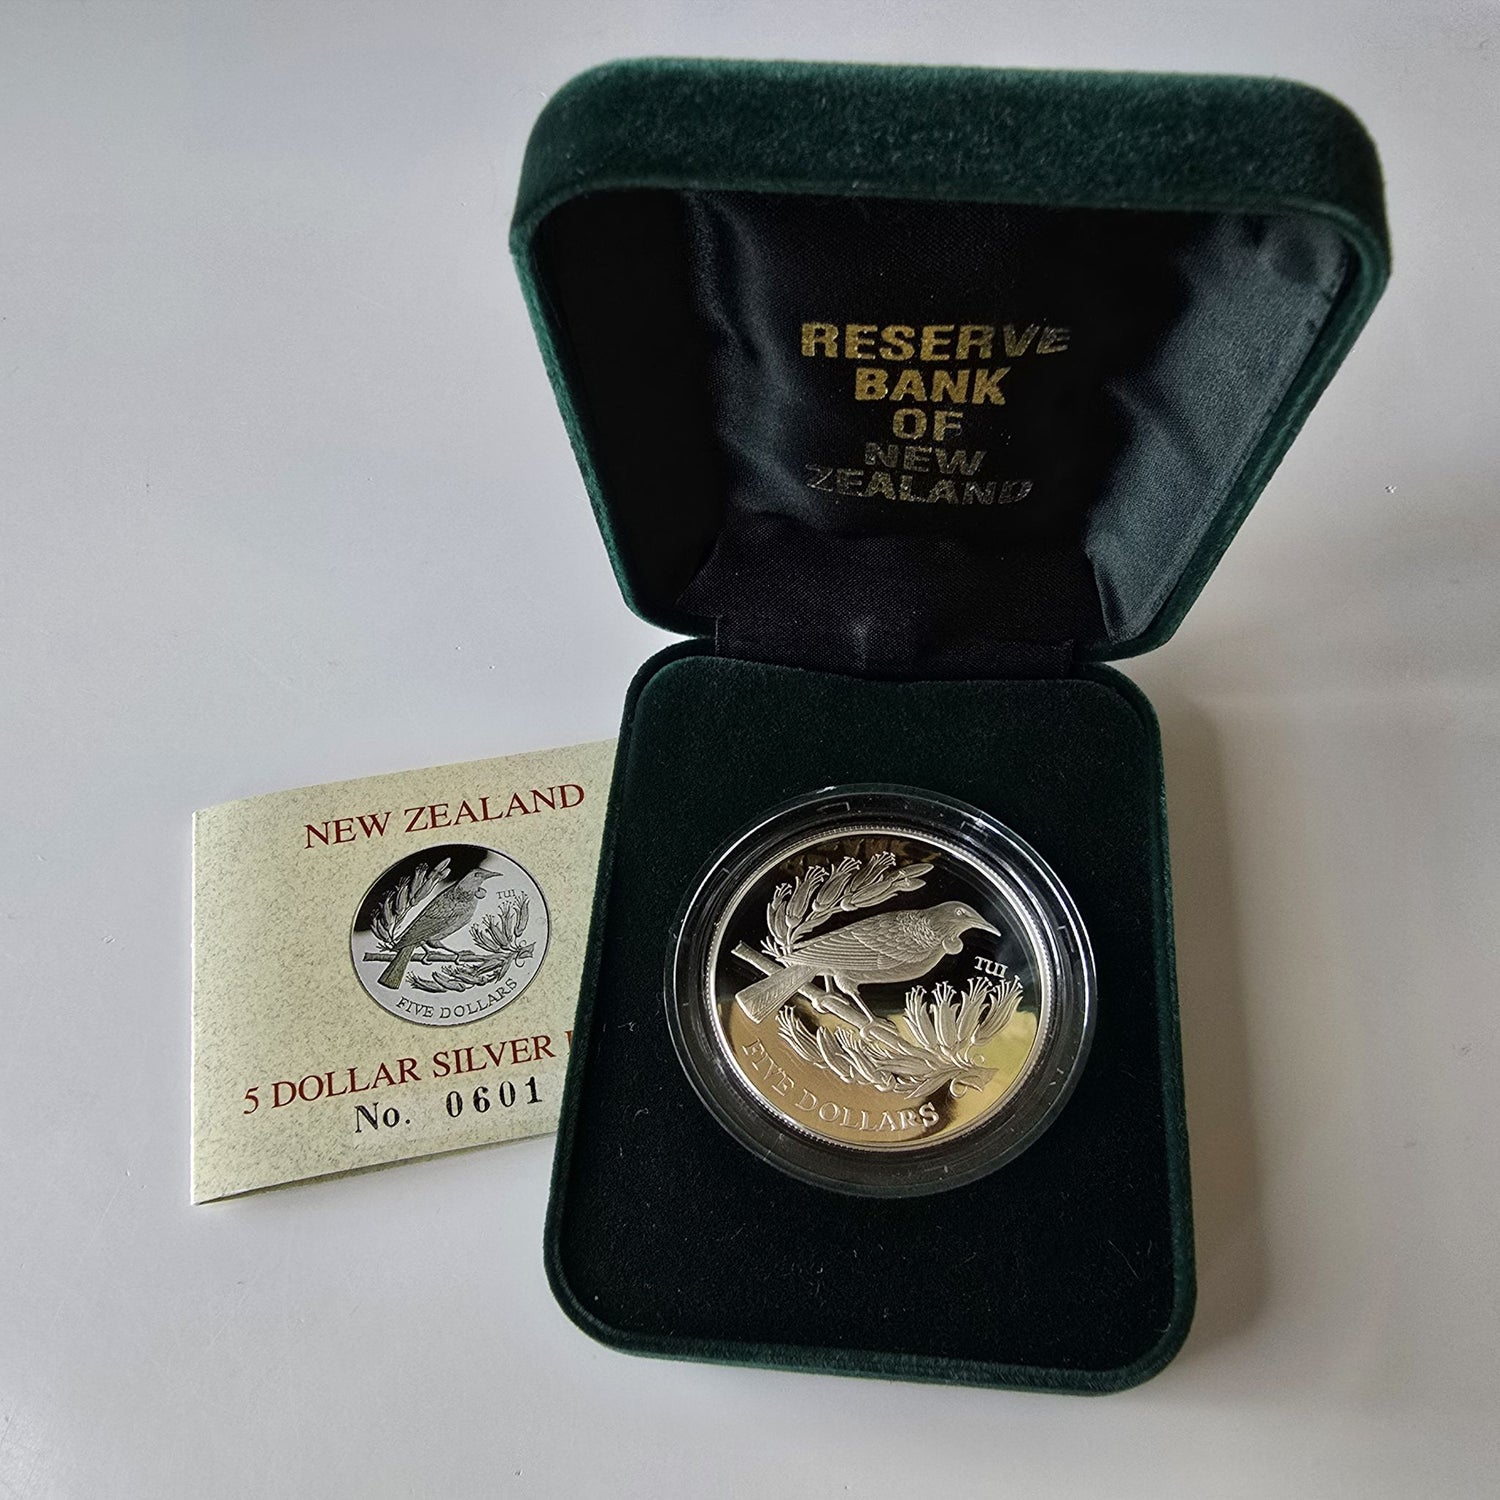 RESERVE
BANK
OF
NEW
ZEALAND
NEW ZEALAND
TUI
FIVE DOLLARS
5 DOLLAR SILVER
No. 0601
TUI
FIVE DOLLARS